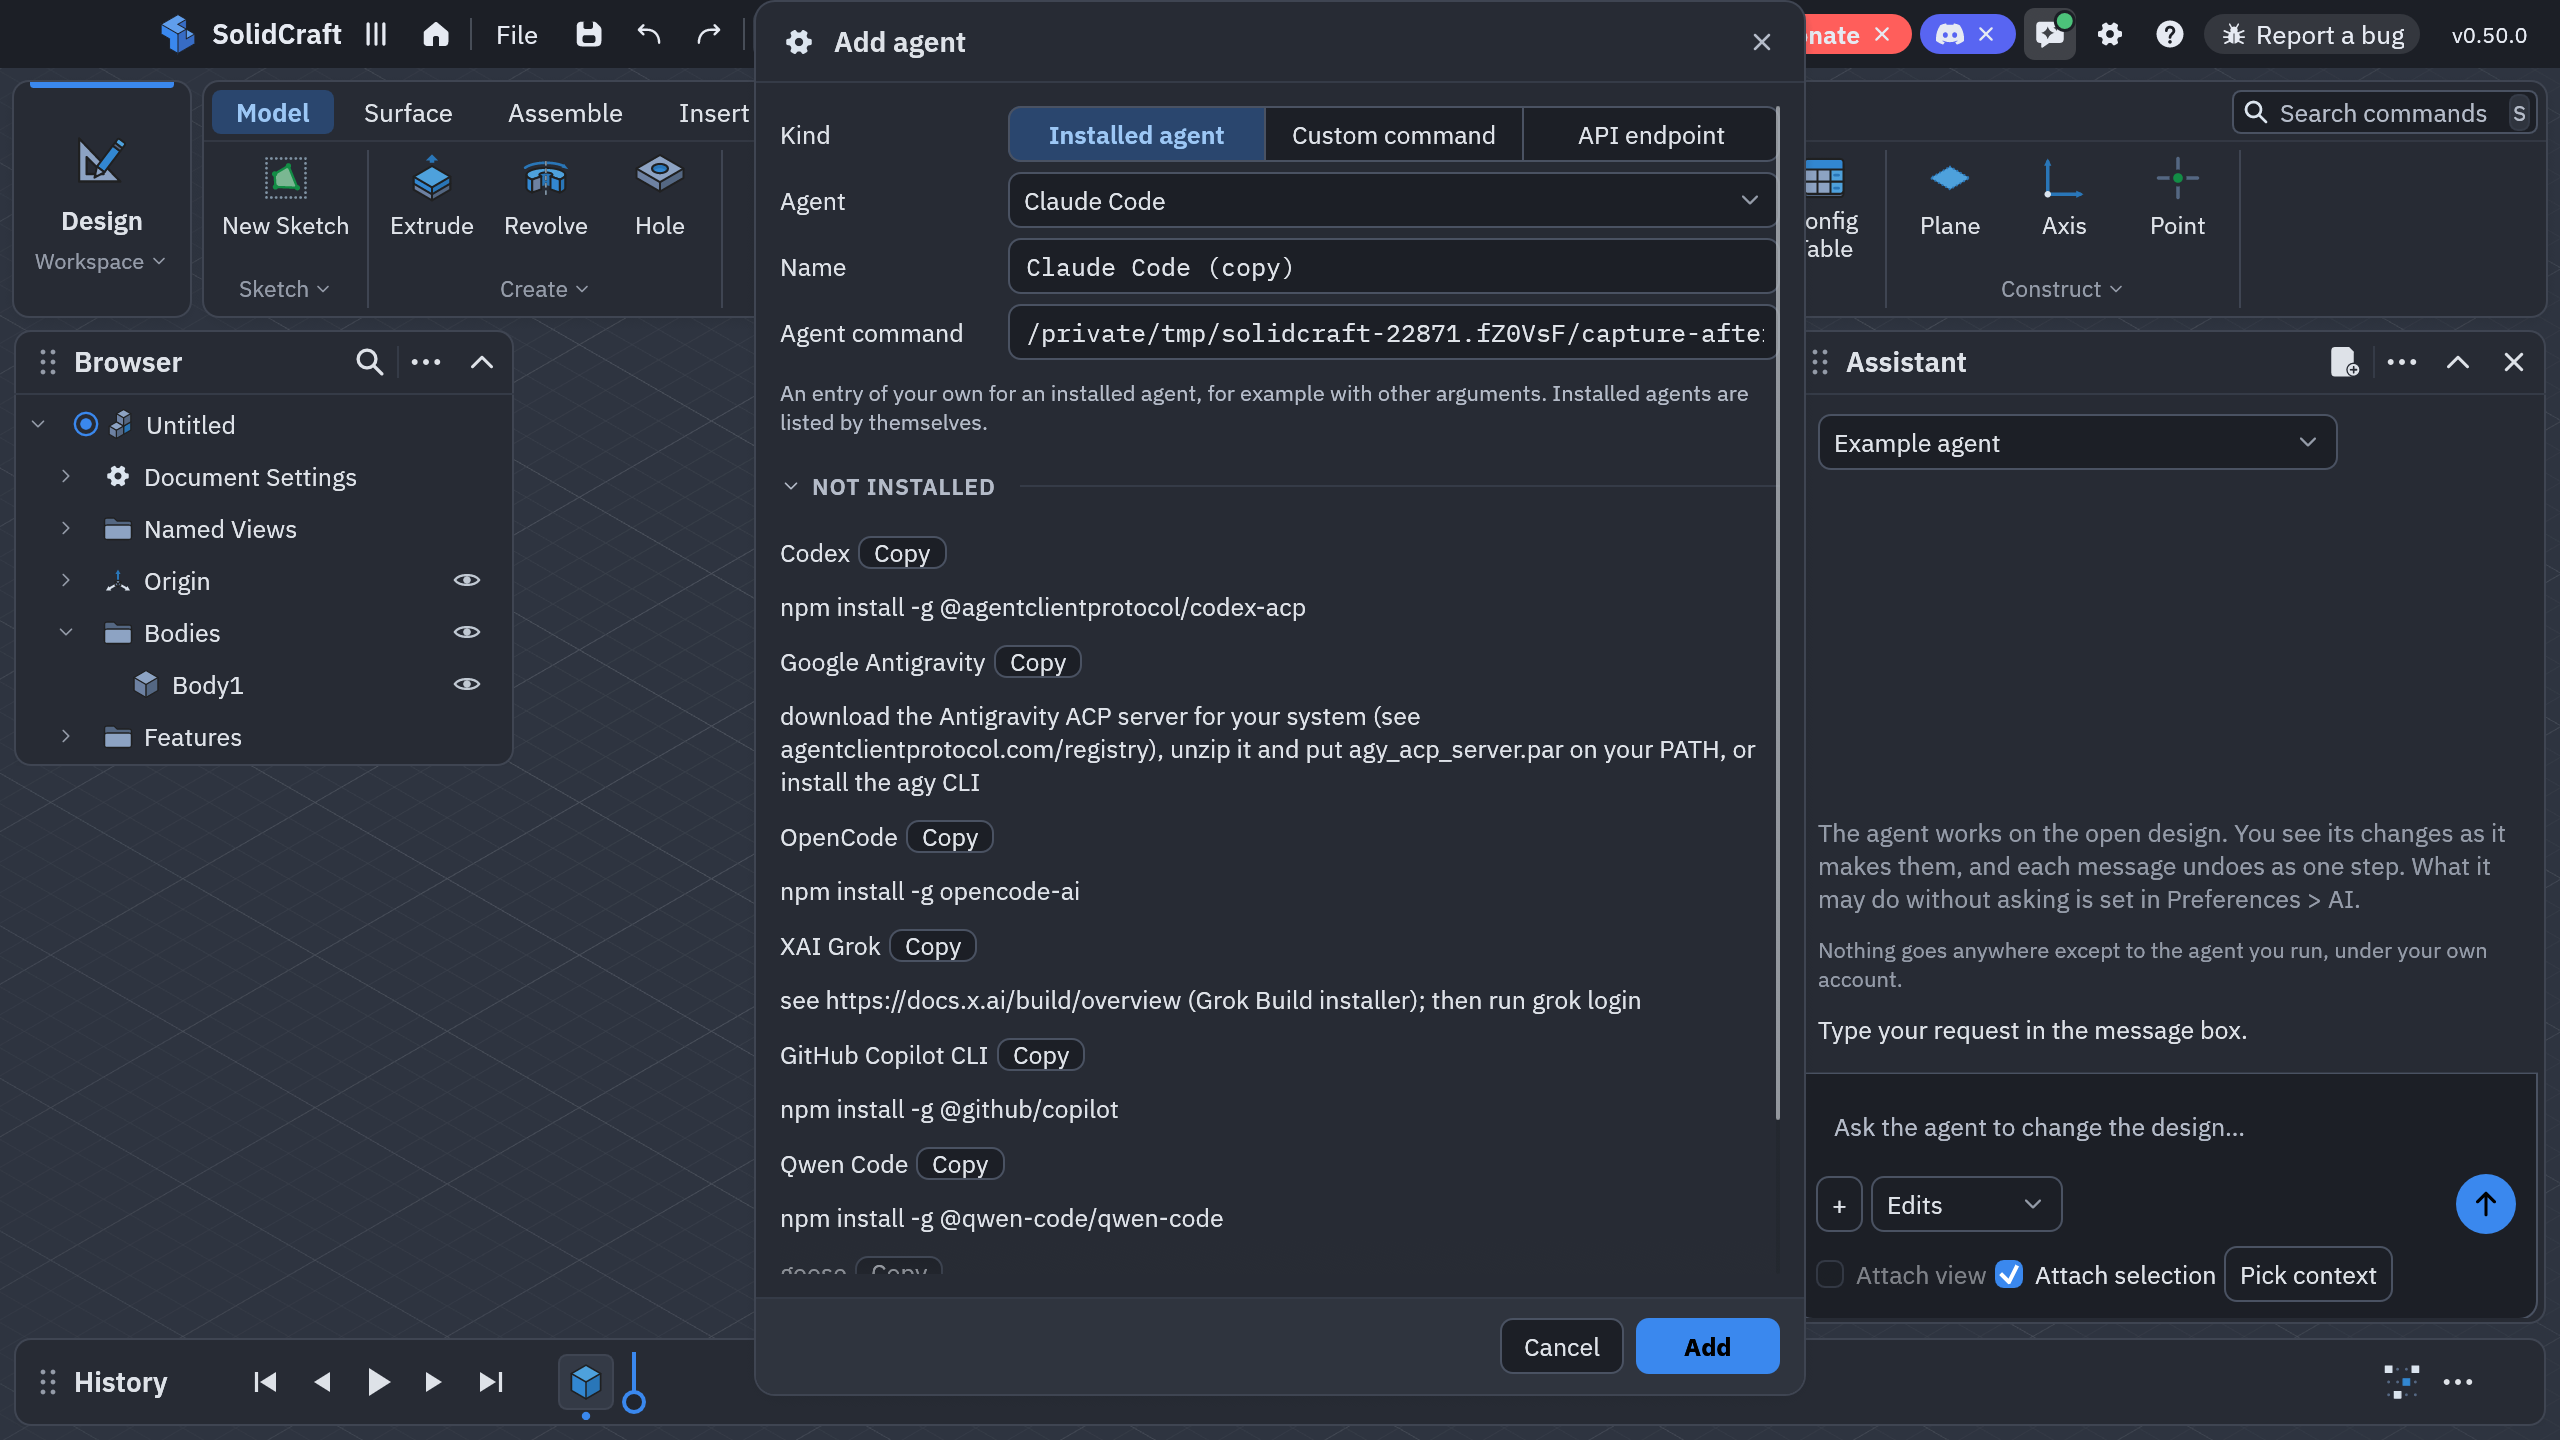 SolidCraft
File
nate
Report a bug
v0.50.0
Design
Workspace
Model
Surface
Assemble
Insert
New Sketch
Sketch
Extrude
Revolve
Hole
Create
Add agent
Kind
Installed agent
Custom command
API endpoint
Agent
Claude Code
Name
Claude Code (copy)
Agent command
/private/tmp/solidcraft-22871.fZ0VsF/capture-after
An entry of your own for an installed agent, for example with other arguments. Installed agents are
listed by themselves.
NOT INSTALLED
Codex Copy
npm install -g @agentclientprotocol/codex-acp
Google Antigravity Copy
download the Antigravity ACP server for your system (see
agentclientprotocol.com/registry), unzip it and put agy_acp_server.par on your PATH, or
install the agy CLI
OpenCode Copy
npm install -g opencode-ai
XAI Grok Copy
see https://docs.x.ai/build/overview (Grok Build installer); then run grok login
GitHub Copilot CLI Copy
npm install -g @github/copilot
Qwen Code Copy
npm install -g @qwen-code/qwen-code
goose Copy
Cancel
Add
Search commands
S
onfig
able
Plane
Axis
Point
Construct
Browser
Untitled
Document Settings
Named Views
Origin
Bodies
Body1
Features
Assistant
Example agent
The agent works on the open design. You see its changes as it
makes them, and each message undoes as one step. What it
may do without asking is set in Preferences > AI.
Nothing goes anywhere except to the agent you run, under your own
account.
Type your request in the message box.
Ask the agent to change the design...
+
Edits
Attach view
Attach selection
Pick context
History